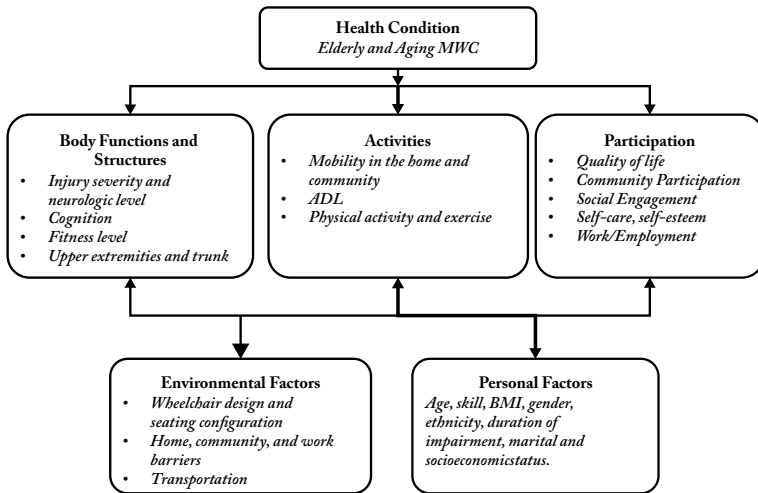 Health Condition
Elderly and Aging MWC
Body Functions and
Structures
• Injury severity and
neurologic level
• Cognition
• Fitness level
• Upper extremities and trunk
Activities
• Mobility in the home and
community
• ADL
• Physical activity and exercise
Participation
• Quality of life
• Community Participation
• Social Engagement
• Self-care, self-esteem
• Work/Employment
Environmental Factors
• Wheelchair design and
seating configuration
• Home, community, and work
barriers
• Transportation
Personal Factors
Age, skill, BMI, gender,
ethnicity, duration of
impairment, marital and
socioeconomicstatus.